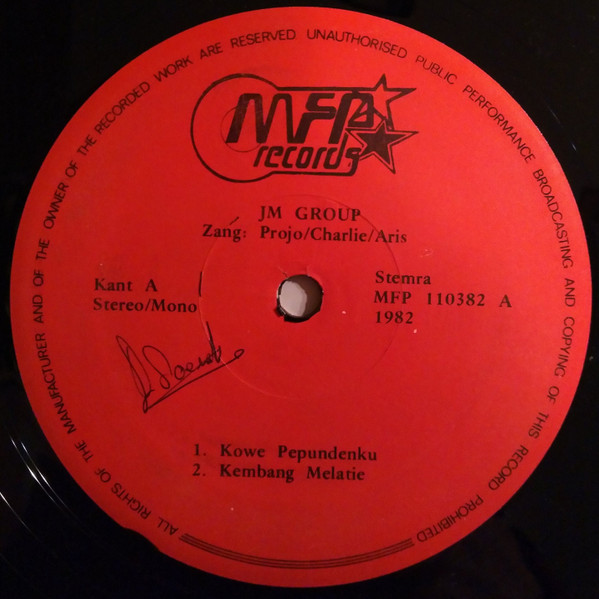 ALL RIGHTS OF THE MANUFACTURER AND OF THE OWNER OF THE RECORDED WORK ARE RESERVED UNAUTHORISED PUBLIC PERFORMANCE BROADCASTING AND COPYING OF THIS RECORD PROHIBITED
MFP
records
JM GROUP
Zang: Projo/Charlie/Aris
Kant A
Stereo/Mono
Stemra
MFP 110382 A
1982
1. Kowe Pepundenku
2. Kembang Melatie